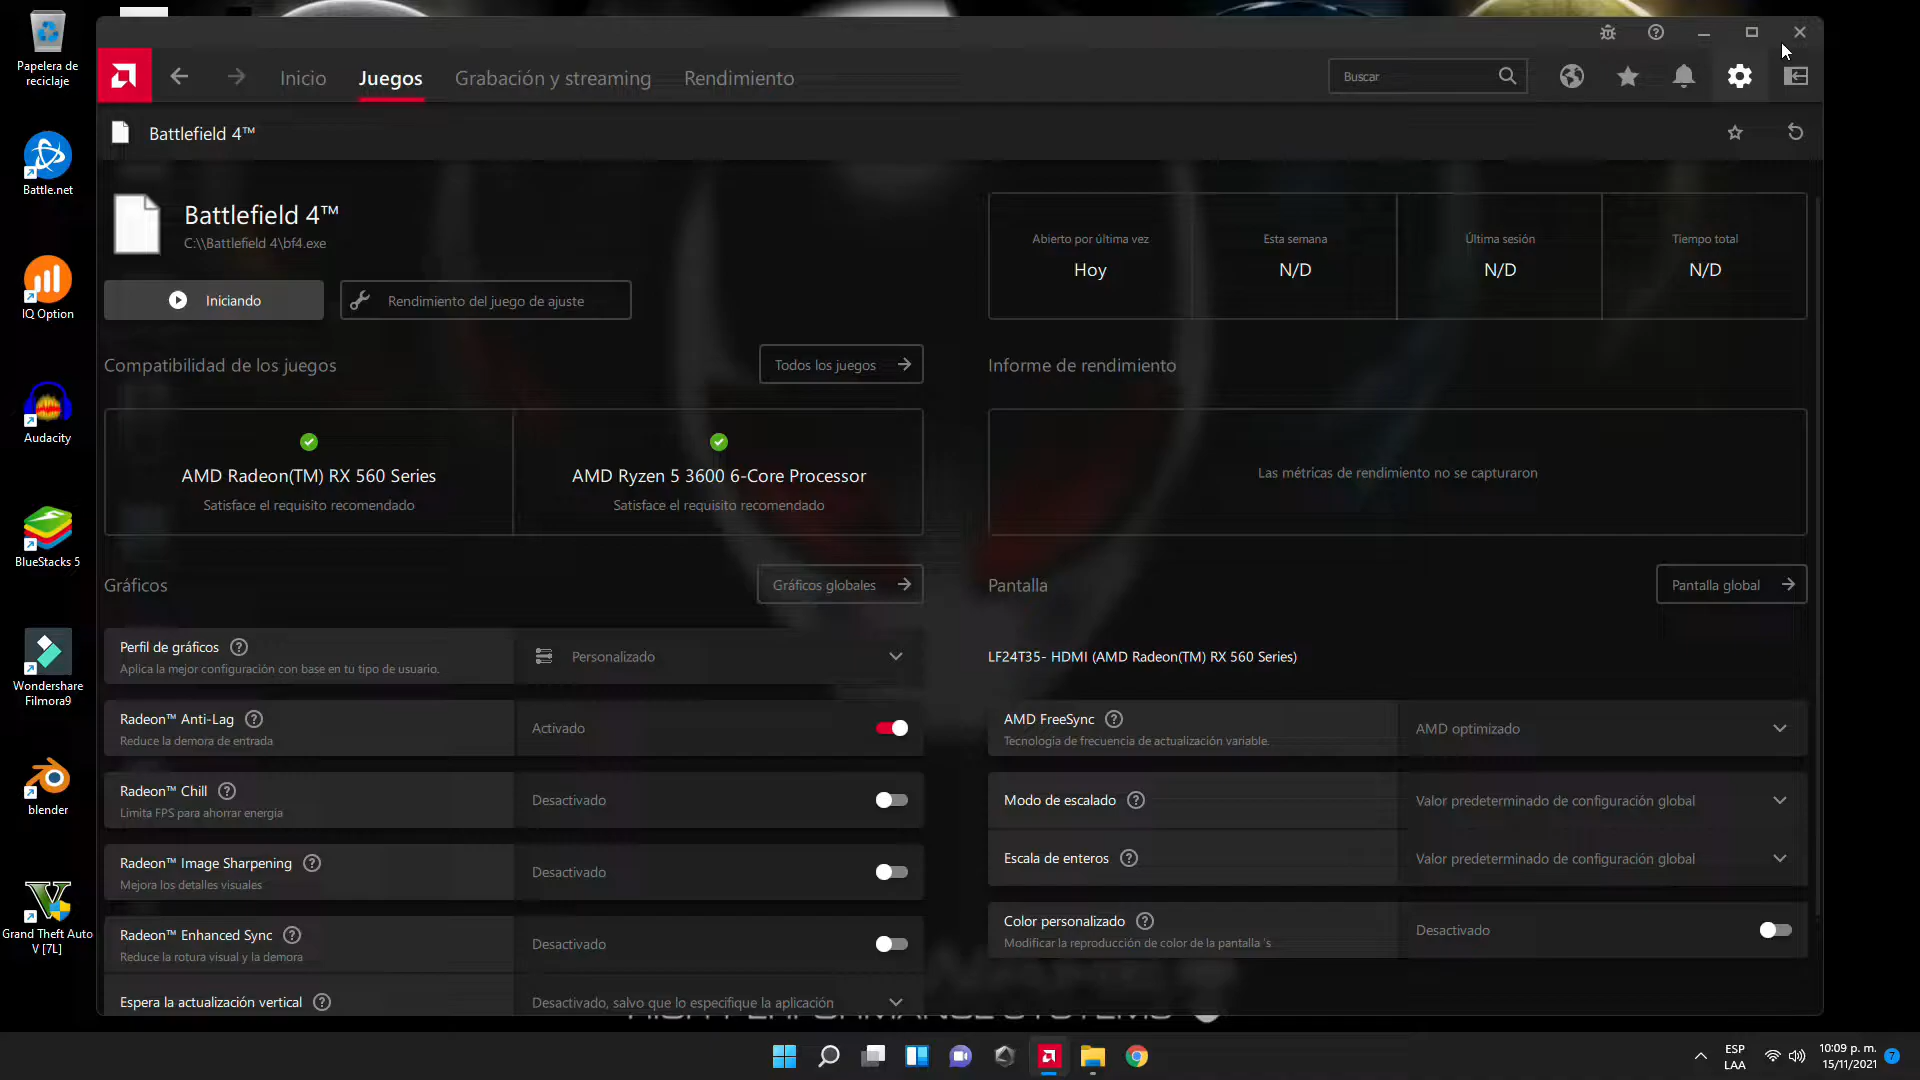 Papelera de
reciclaje
Battle.net
IQ Option
Audacity
BlueStacks 5
Wondershare
Filmora9
blender
Grand Theft Auto
V [7L]
Inicio
Juegos
Grabación y streaming
Rendimiento
Buscar
Battlefield 4™
Battlefield 4™
C:\\Battlefield 4\bf4.exe
Iniciando
Rendimiento del juego de ajuste
Abierto por última vez
Hoy
Esta semana
N/D
Última sesión
N/D
Tiempo total
N/D
Compatibilidad de los juegos
Todos los juegos
AMD Radeon(TM) RX 560 Series
Satisface el requisito recomendado
AMD Ryzen 5 3600 6-Core Processor
Satisface el requisito recomendado
Informe de rendimiento
Las métricas de rendimiento no se capturaron
Gráficos
Gráficos globales
Perfil de gráficos
Aplica la mejor configuración con base en tu tipo de usuario.
Personalizado
Radeon™ Anti-Lag
Reduce la demora de entrada
Activado
Radeon™ Chill
Limita FPS para ahorrar energía
Desactivado
Radeon™ Image Sharpening
Mejora los detalles visuales
Desactivado
Radeon™ Enhanced Sync
Reduce la rotura visual y la demora
Desactivado
Espera la actualización vertical
Desactivado, salvo que lo especifique la aplicación
Pantalla
Pantalla global
LF24T35- HDMI (AMD Radeon(TM) RX 560 Series)
AMD FreeSync
Tecnología de frecuencia de actualización variable.
AMD optimizado
Modo de escalado
Valor predeterminado de configuración global
Escala de enteros
Valor predeterminado de configuración global
Color personalizado
Modificar la reproducción de color de la pantalla 's
Desactivado
HIGH PERFORMANCE SYSTEMS
ESP
LAA
10:09 p. m.
15/11/2021
7